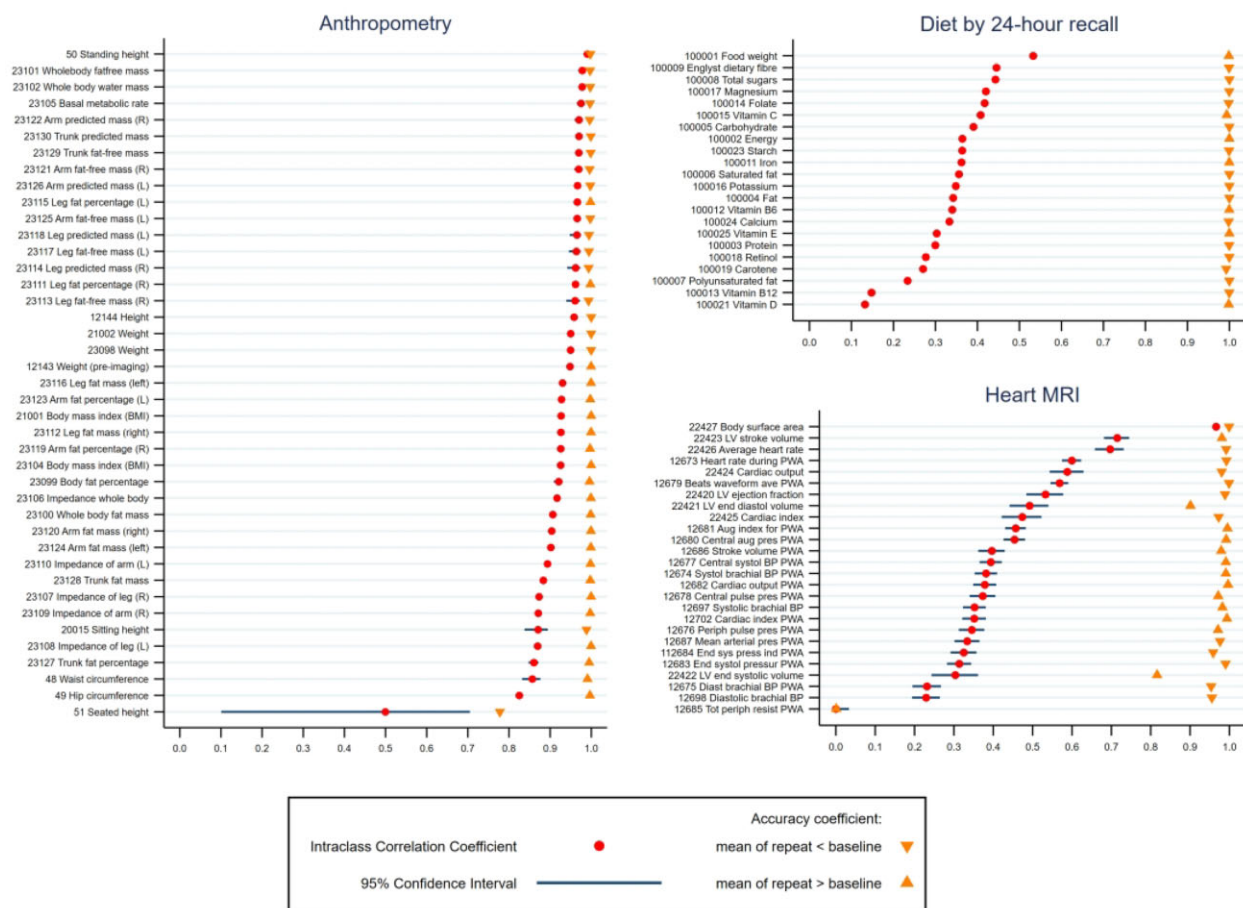 Anthropometry
50 Standing height
23101 Wholebody fatfree mass
23102 Whole body water mass
23105 Basal metabolic rate
23122 Arm predicted mass (R)
23130 Trunk predicted mass
23129 Trunk fat-free mass
23121 Arm fat-free mass (R)
23126 Arm predicted mass (L)
23115 Leg fat percentage (L)
23125 Arm fat-free mass (L)
23118 Leg predicted mass (L)
23117 Leg fat-free mass (L)
23114 Leg predicted mass (R)
23111 Leg fat percentage (R)
23113 Leg fat-free mass (R)
12144 Height
21002 Weight
23098 Weight
12143 Weight (pre-imaging)
23116 Leg fat mass (left)
23123 Arm fat percentage (L)
21001 Body mass index (BMI)
23112 Leg fat mass (right)
23119 Arm fat percentage (R)
23104 Body mass index (BMI)
23099 Body fat percentage
23106 Impedance whole body
23100 Whole body fat mass
23120 Arm fat mass (right)
23124 Arm fat mass (left)
23110 Impedance of arm (L)
23128 Trunk fat mass
23107 Impedance of leg (R)
23109 Impedance of arm (R)
20015 Sitting height
23108 Impedance of leg (L)
23127 Trunk fat percentage
48 Waist circumference
49 Hip circumference
51 Seated height
0.0 0.1 0.2 0.3 0.4 0.5 0.6 0.7 0.8 0.9 1.0
Diet by 24-hour recall
100001 Food weight
100009 Englyst dietary fibre
100008 Total sugars
100017 Magnesium
100014 Folate
100015 Vitamin C
100005 Carbohydrate
100002 Energy
100023 Starch
100011 Iron
100006 Saturated fat
100016 Potassium
100004 Fat
100012 Vitamin B6
100024 Calcium
100025 Vitamin E
100003 Protein
100018 Retinol
100019 Carotene
100007 Polyunsaturated fat
100013 Vitamin B12
100021 Vitamin D
0.0 0.1 0.2 0.3 0.4 0.5 0.6 0.7 0.8 0.9 1.0
Heart MRI
22427 Body surface area
22423 LV stroke volume
22426 Average heart rate
12673 Heart rate during PWA
22424 Cardiac output
12679 Beats waveform ave PWA
22420 LV ejection fraction
22421 LV end diastol volume
22425 Cardiac index
12681 Aug index for PWA
12680 Central aug pres PWA
12686 Stroke volume PWA
12677 Central systol BP PWA
12674 Systol brachial BP PWA
12682 Cardiac output PWA
12678 Central pulse pres PWA
12697 Systolic brachial BP
12702 Cardiac index PWA
12676 Periph pulse pres PWA
12687 Mean arterial pres PWA
112684 End sys press ind PWA
12683 End systol pressur PWA
22422 LV end systolic volume
12675 Diast brachial BP PWA
12698 Diastolic brachial BP
12685 Tot periph resist PWA
0.0 0.1 0.2 0.3 0.4 0.5 0.6 0.7 0.8 0.9 1.0
Accuracy coefficient:
Intraclass Correlation Coefficient
mean of repeat < baseline
95% Confidence Interval
mean of repeat > baseline